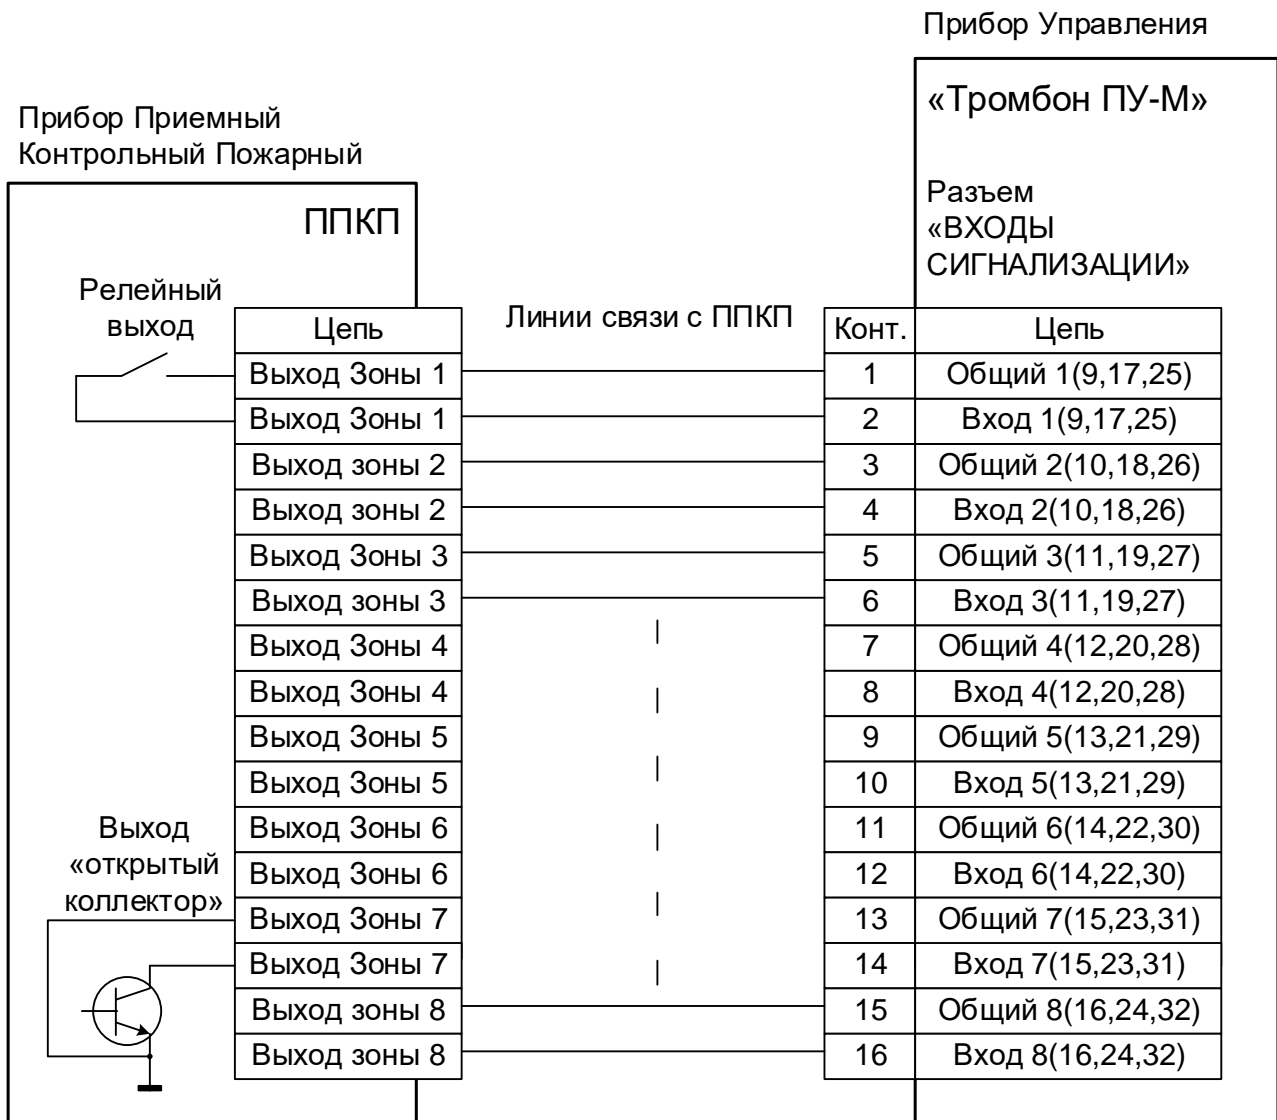 Прибор Управления
«Тромбон ПУ-М»
Прибор Приемный
Контрольный Пожарный
Разъем
«ВХОДЫ
СИГНАЛИЗАЦИИ»
ППКП
Релейный
выход
Линии связи с ППКП
Цепь
Конт.
Цепь
Выход Зоны 1
1
Общий 1(9,17,25)
Выход Зоны 1
2
Вход 1(9,17,25)
Выход зоны 2
3
Общий 2(10,18,26)
Выход зоны 2
4
Вход 2(10,18,26)
Выход Зоны 3
5
Общий 3(11,19,27)
Выход зоны 3
6
Вход 3(11,19,27)
Выход Зоны 4
7
Общий 4(12,20,28)
Выход Зоны 4
8
Вход 4(12,20,28)
Выход Зоны 5
9
Общий 5(13,21,29)
Выход Зоны 5
10
Вход 5(13,21,29)
Выход Зоны 6
11
Общий 6(14,22,30)
Выход Зоны 6
12
Вход 6(14,22,30)
Выход Зоны 7
13
Общий 7(15,23,31)
Выход Зоны 7
14
Вход 7(15,23,31)
Выход зоны 8
15
Общий 8(16,24,32)
Выход зоны 8
16
Вход 8(16,24,32)
Выход
«открытый
коллектор»